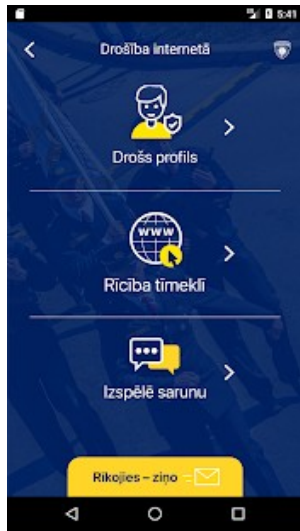 5:41
Drošība internetā
Drošs profils
www
Rīcība tīmeklī
Izspēlē sarunu
Rīkojies – ziņo